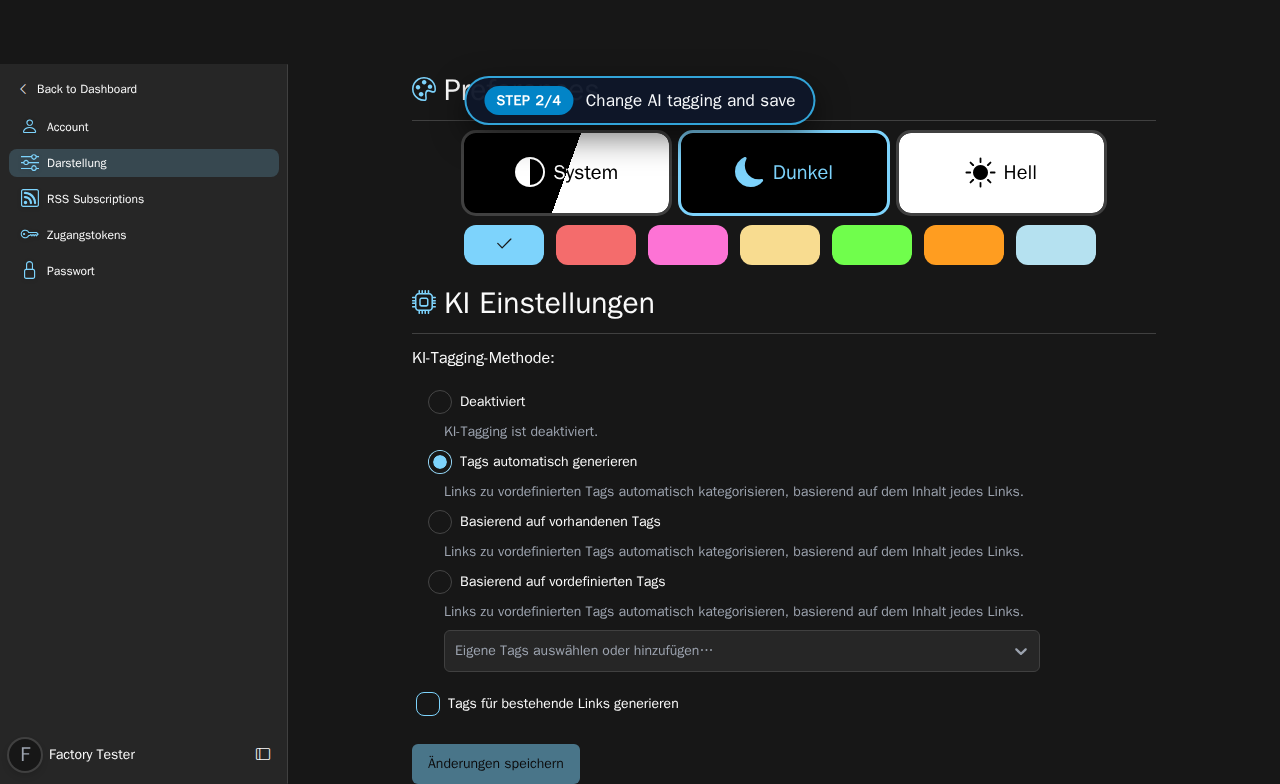 Back to Dashboard
Account
Darstellung
RSS Subscriptions
Zugangstokens
Passwort
F Factory Tester
STEP 2/4 Change AI tagging and save
System
Dunkel
Hell
KI Einstellungen
KI-Tagging-Methode:
Deaktiviert
KI-Tagging ist deaktiviert.
Tags automatisch generieren
Links zu vordefinierten Tags automatisch kategorisieren, basierend auf dem Inhalt jedes Links.
Basierend auf vorhandenen Tags
Links zu vordefinierten Tags automatisch kategorisieren, basierend auf dem Inhalt jedes Links.
Basierend auf vordefinierten Tags
Links zu vordefinierten Tags automatisch kategorisieren, basierend auf dem Inhalt jedes Links.
Eigene Tags auswählen oder hinzufügen…
Tags für bestehende Links generieren
Änderungen speichern